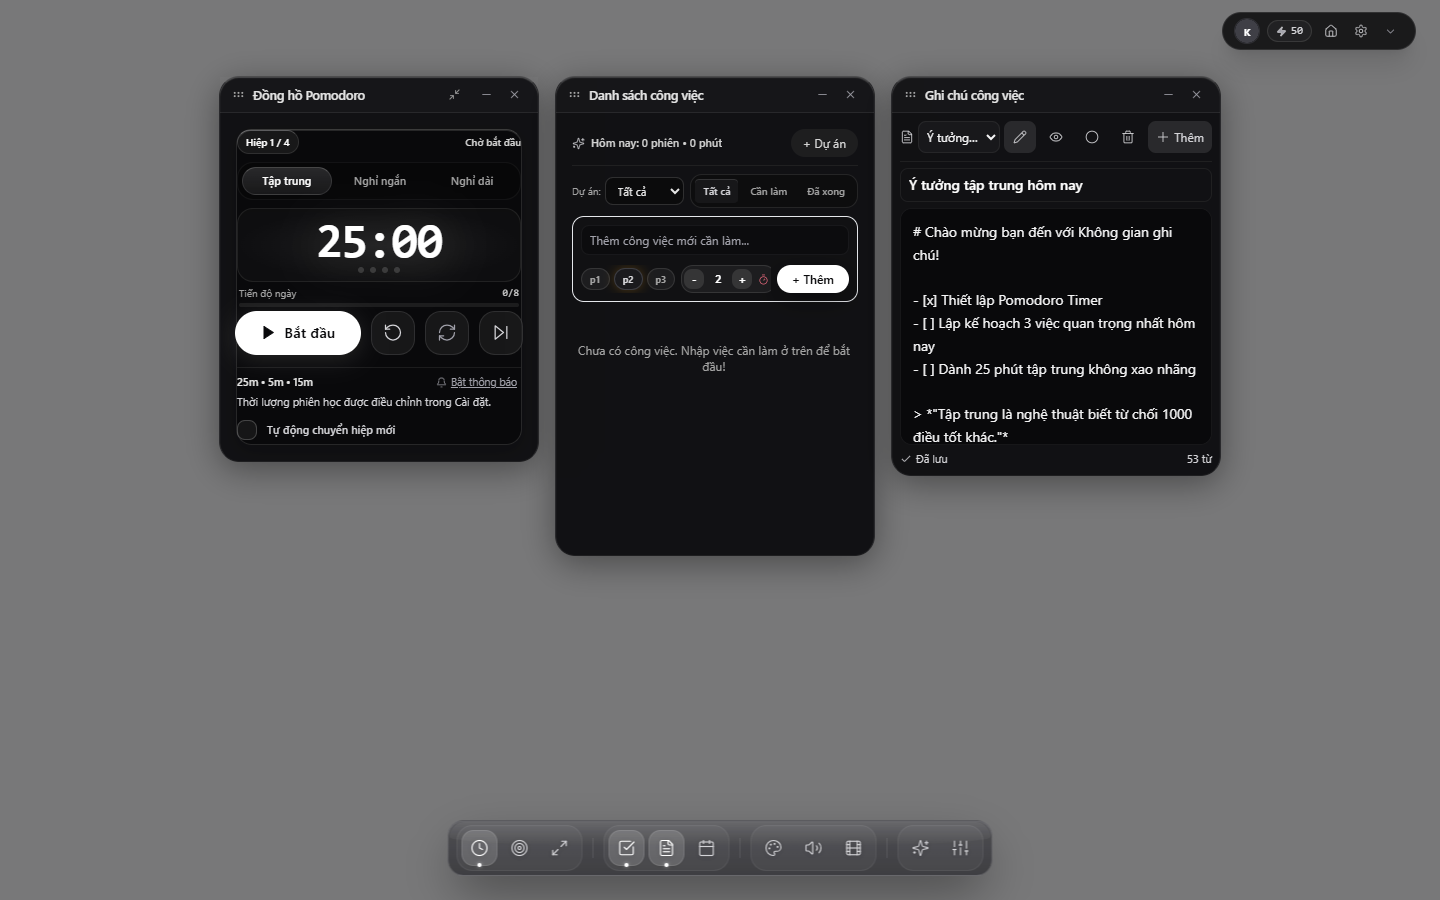 K
50
Đồng hồ Pomodoro
Hiệp 1 / 4
Chờ bắt đầu
Tập trung
Nghỉ ngắn
Nghỉ dài
25:00
Tiến độ ngày
0/8
Bắt đầu
25m • 5m • 15m
Bật thông báo
Thời lượng phiên học được điều chỉnh trong Cài đặt.
Tự động chuyển hiệp mới
Danh sách công việc
Hôm nay: 0 phiên • 0 phút
+ Dự án
Dự án:
Tất cả
Tất cả
Cần làm
Đã xong
Thêm công việc mới cần làm...
p1
p2
p3
-
2
+
+ Thêm
Chưa có công việc. Nhập việc cần làm ở trên để bắt
đầu!
Ghi chú công việc
Ý tưởng...
Thêm
Ý tưởng tập trung hôm nay
# Chào mừng bạn đến với Không gian ghi
chú!
- [x] Thiết lập Pomodoro Timer
- [ ] Lập kế hoạch 3 việc quan trọng nhất hôm
nay
- [ ] Dành 25 phút tập trung không xao nhãng
> *"Tập trung là nghệ thuật biết từ chối 1000
điều tốt khác."*
Đã lưu
53 từ